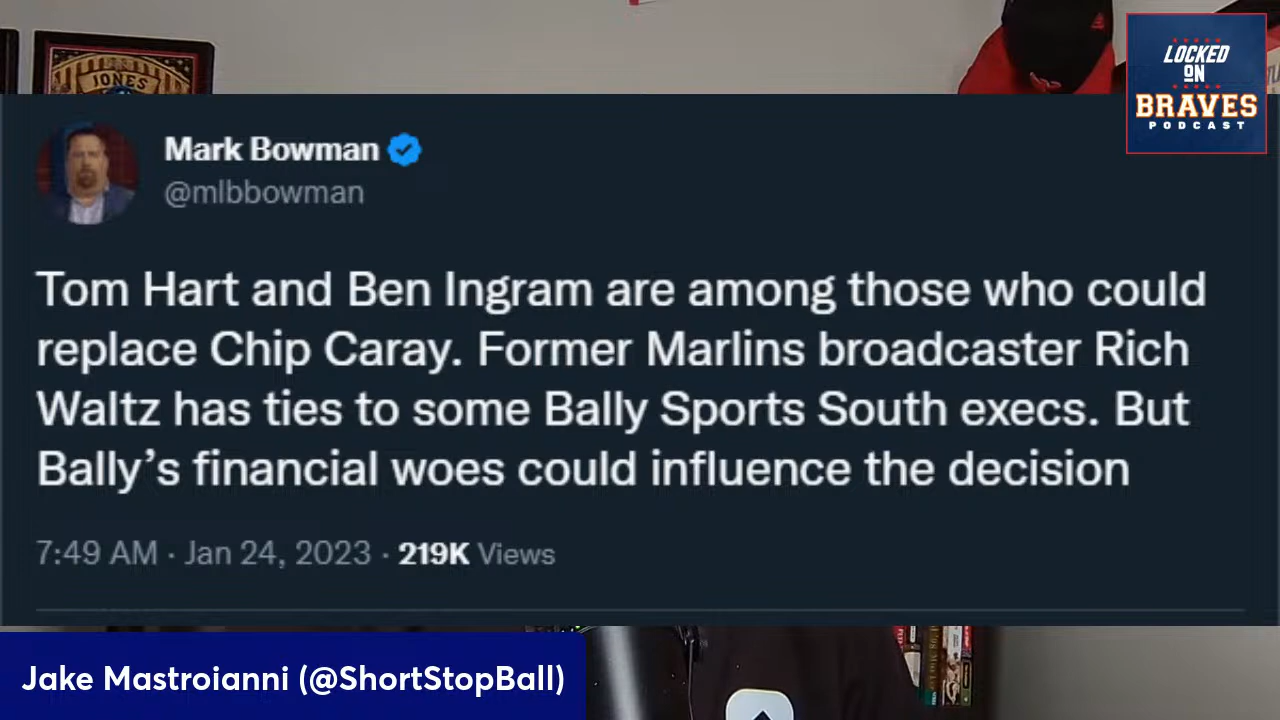 JONES
LOCKED
ON
BRAVES
PODCAST
Mark Bowman
@mlbbowman
Tom Hart and Ben Ingram are among those who could
replace Chip Caray. Former Marlins broadcaster Rich
Waltz has ties to some Bally Sports South execs. But
Bally’s financial woes could influence the decision
7:49 AM · Jan 24, 2023 · 219K Views
Jake Mastroianni (@ShortStopBall)